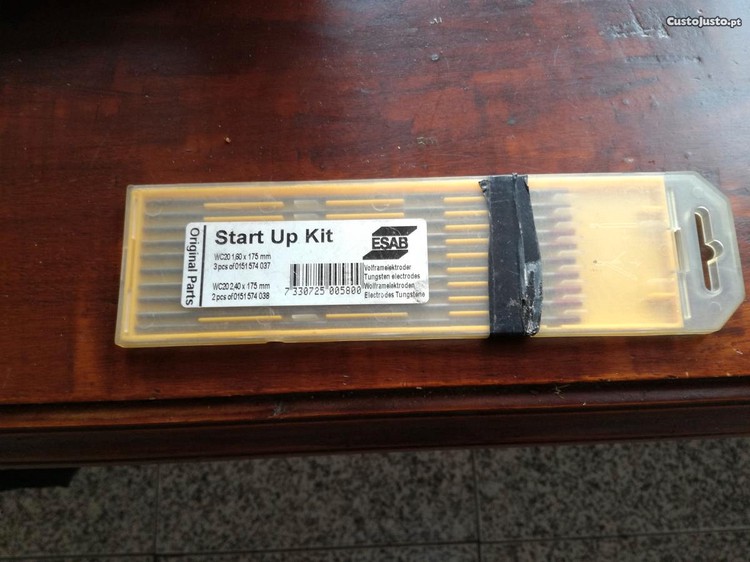 CustoJusto.pt
Original Parts
Start Up Kit
WC20 1,60 x 175 mm
3 pcs of 0151 574 037
WC20 2,40 x 175 mm
2 pcs of 0151 574 038
7 330725 005800
ESAB
Volframelektroder
Tungsten electrodes
Wolframelektroden
Electrodes Tungstene